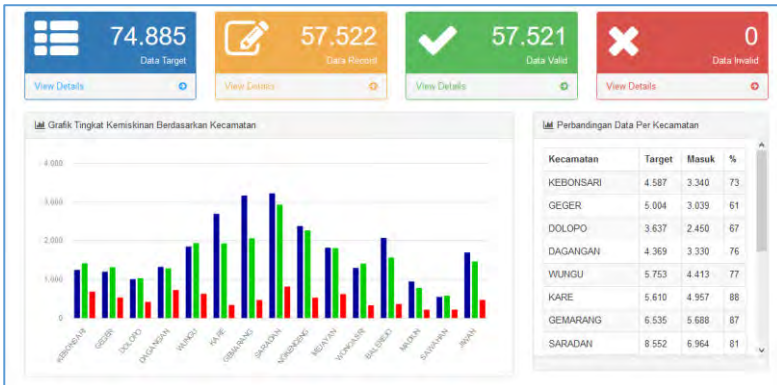 74.885
Data Target
View Details
57.522
Data Record
View Details
57.521
Data Valid
View Details
0
Data Invalid
View Details
Grafik Tingkat Kemiskinan Berdasarkan Kecamatan
4.000
3.000
2.000
1.000
0
KEBONSARI
GEGER
DOLOPO
DAGANGAN
WUNGU
KARE
GEMARANG
SARADAN
MEJAYAN
WONOASRI
BALEREJO
MADIUN
SAWAHAN
JIWAN
Perbandingan Data Per Kecamatan
Kecamatan Target Masuk %
KEBONSARI 4.587 3.340 73
GEGER 5.004 3.039 61
DOLOPO 3.637 2.450 67
DAGANGAN 4.369 3.330 76
WUNGU 5.753 4.413 77
KARE 5.610 4.957 88
GEMARANG 6.535 5.688 87
SARADAN 8.552 6.964 81